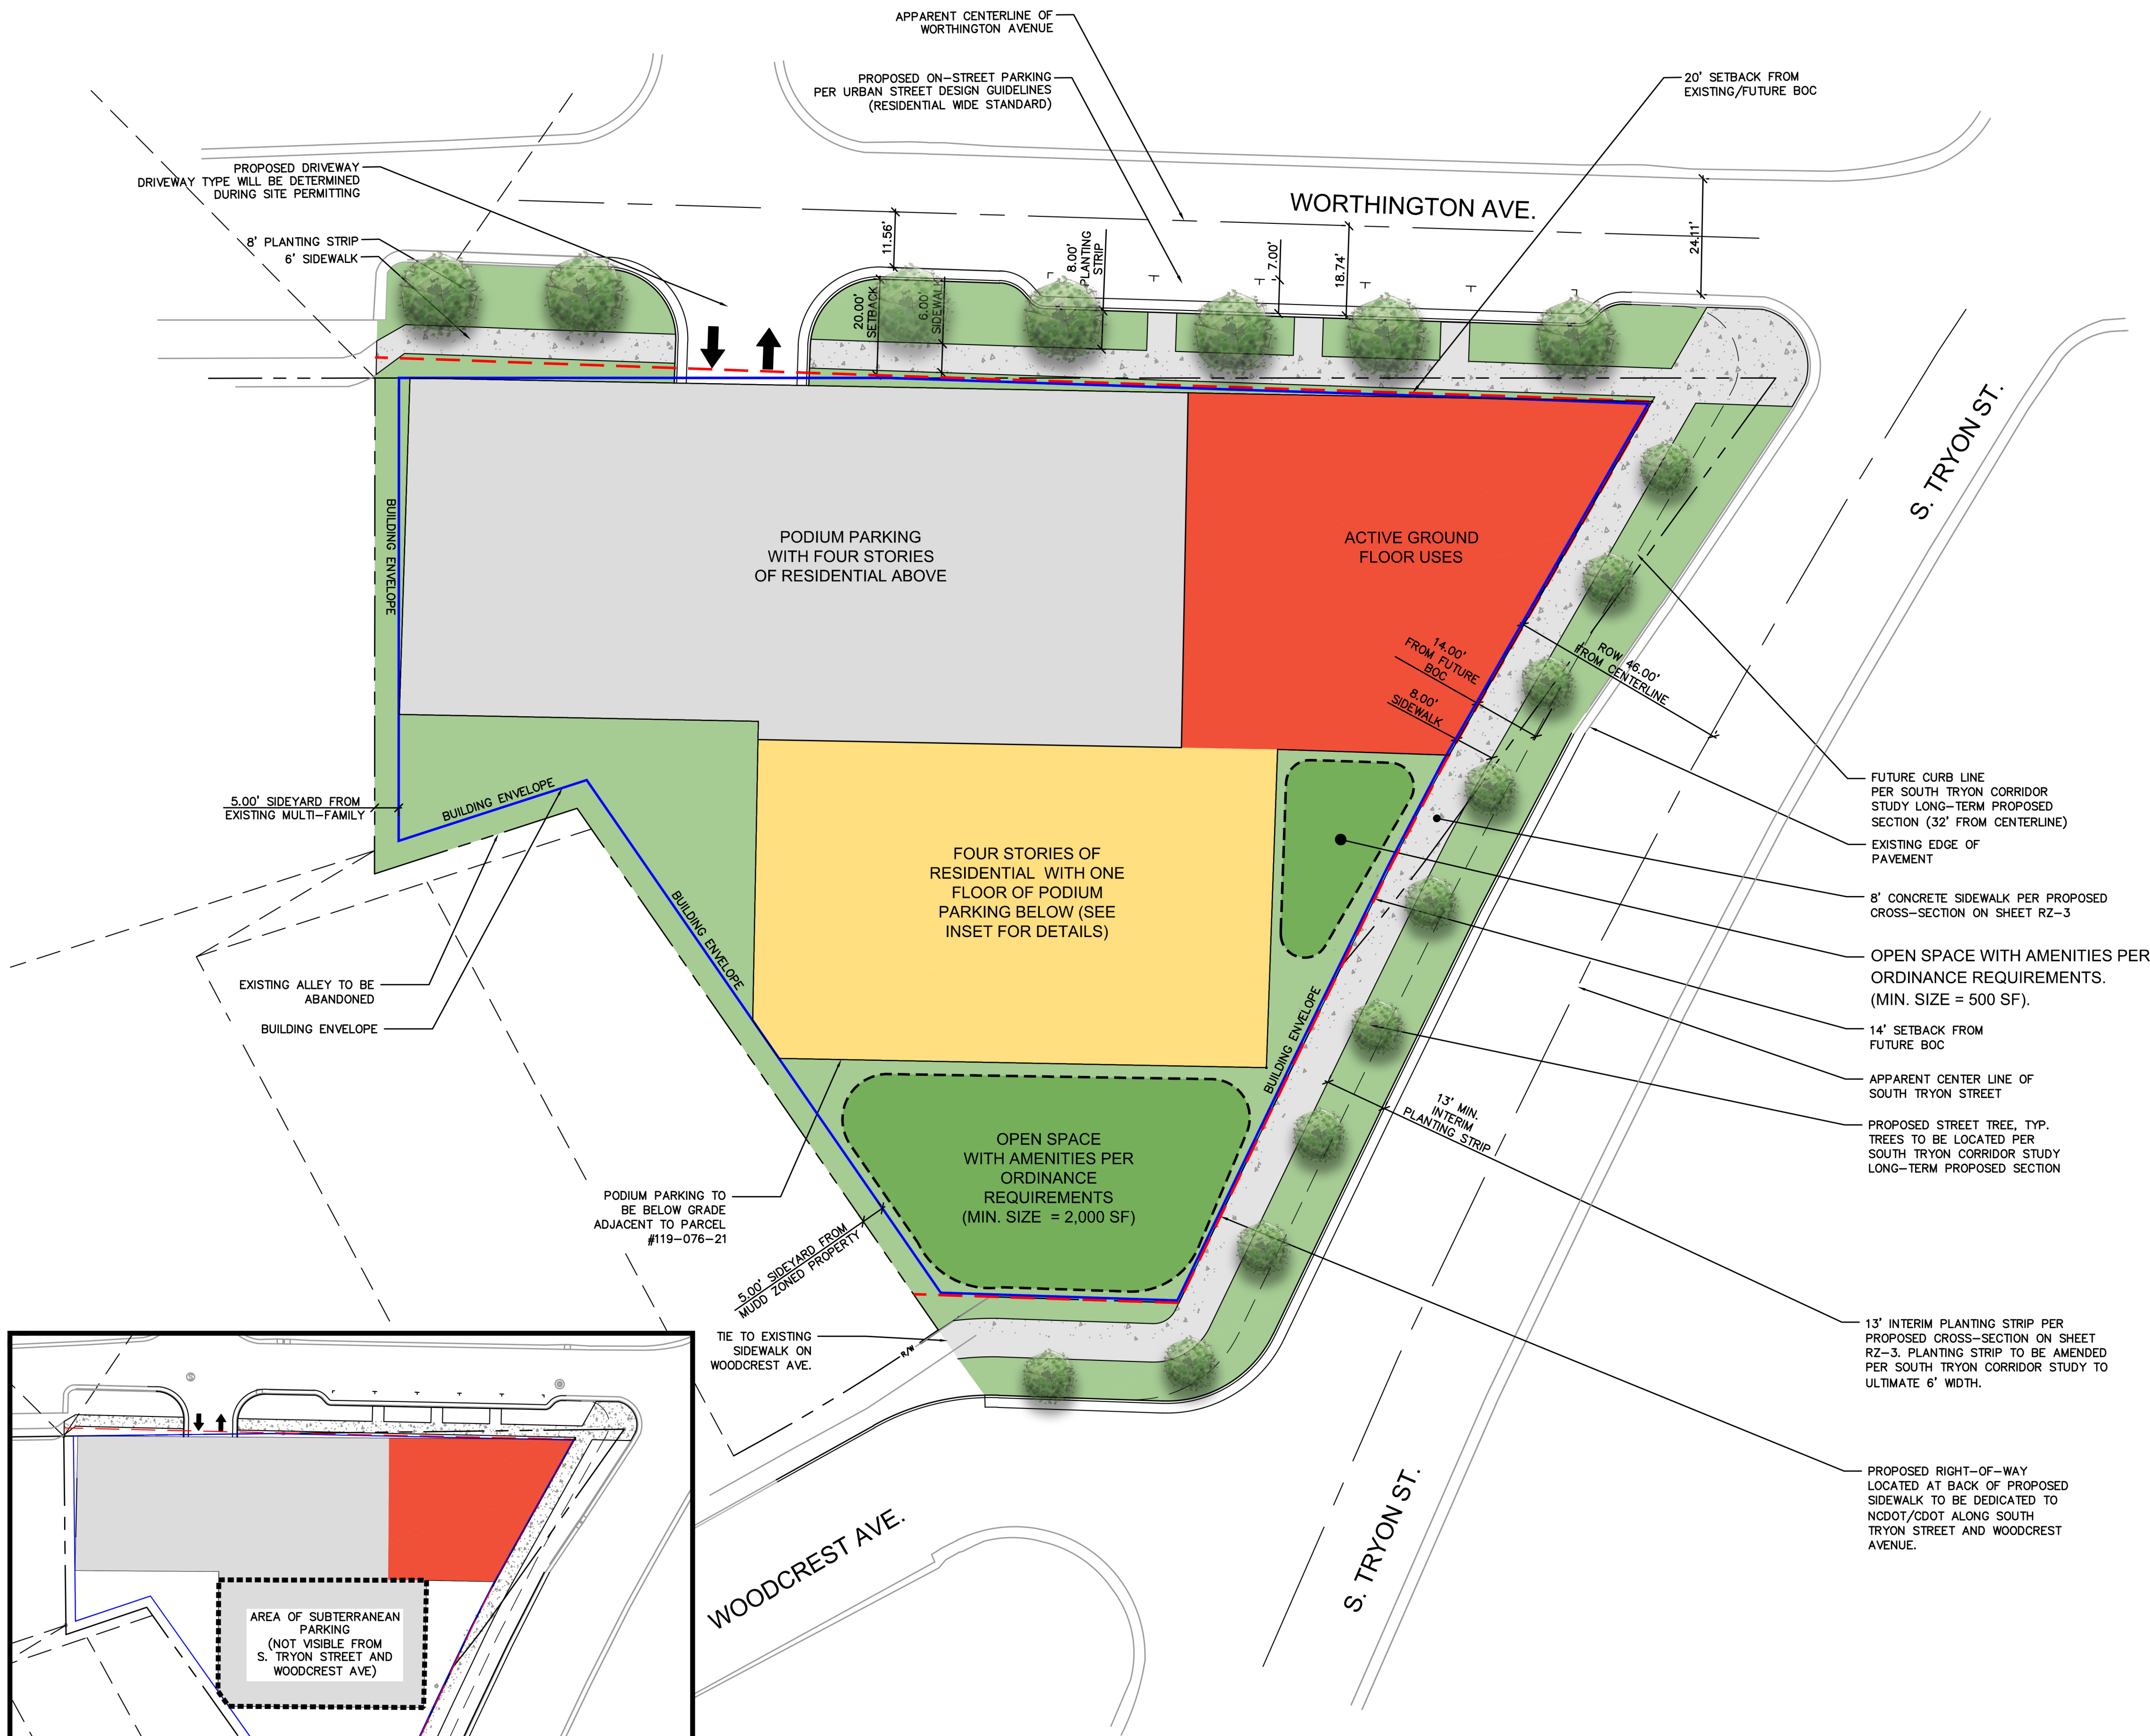 APPARENT CENTERLINE OF
WORTHINGTON AVENUE
PROPOSED ON-STREET PARKING
PER URBAN STREET DESIGN GUIDELINES
(RESIDENTIAL WIDE STANDARD)
20' SETBACK FROM
EXISTING/FUTURE BOC
PROPOSED DRIVEWAY
DRIVEWAY TYPE WILL BE DETERMINED
DURING SITE PERMITTING
8' PLANTING STRIP
6' SIDEWALK
WORTHINGTON AVE.
11.56'
8.00'
PLANTING
STRIP
7.00'
18.74'
24.11'
20.00'
SETBACK
6.00'
SIDEWALK
S. TRYON ST.
BUILDING ENVELOPE
PODIUM PARKING
WITH FOUR STORIES
OF RESIDENTIAL ABOVE
ACTIVE GROUND
FLOOR USES
14.00'
FROM FUTURE
BOC
8.00'
SIDEWALK
ROW 46.00'
FROM CENTERLINE
5.00' SIDEYARD FROM
EXISTING MULTI-FAMILY
BUILDING ENVELOPE
BUILDING ENVELOPE
FOUR STORIES OF
RESIDENTIAL WITH ONE
FLOOR OF PODIUM
PARKING BELOW (SEE
INSET FOR DETAILS)
FUTURE CURB LINE
PER SOUTH TRYON CORRIDOR
STUDY LONG-TERM PROPOSED
SECTION (32' FROM CENTERLINE)
EXISTING EDGE OF
PAVEMENT
8' CONCRETE SIDEWALK PER PROPOSED
CROSS-SECTION ON SHEET RZ-3
OPEN SPACE WITH AMENITIES PER
ORDINANCE REQUIREMENTS.
(MIN. SIZE = 500 SF).
14' SETBACK FROM
FUTURE BOC
APPARENT CENTER LINE OF
SOUTH TRYON STREET
PROPOSED STREET TREE, TYP.
TREES TO BE LOCATED PER
SOUTH TRYON CORRIDOR STUDY
LONG-TERM PROPOSED SECTION
EXISTING ALLEY TO BE
ABANDONED
BUILDING ENVELOPE
BUILDING ENVELOPE
13' MIN.
INTERIM
PLANTING STRIP
OPEN SPACE
WITH AMENITIES PER
ORDINANCE
REQUIREMENTS
(MIN. SIZE = 2,000 SF)
PODIUM PARKING TO
BE BELOW GRADE
ADJACENT TO PARCEL
#119-076-21
5.00' SIDEYARD FROM
MUDD ZONED PROPERTY
TIE TO EXISTING
SIDEWALK ON
WOODCREST AVE.
R/W
13' INTERIM PLANTING STRIP PER
PROPOSED CROSS-SECTION ON SHEET
RZ-3. PLANTING STRIP TO BE AMENDED
PER SOUTH TRYON CORRIDOR STUDY TO
ULTIMATE 6' WIDTH.
PROPOSED RIGHT-OF-WAY
LOCATED AT BACK OF PROPOSED
SIDEWALK TO BE DEDICATED TO
NCDOT/CDOT ALONG SOUTH
TRYON STREET AND WOODCREST
AVENUE.
WOODCREST AVE.
S. TRYON ST.
AREA OF SUBTERRANEAN
PARKING
(NOT VISIBLE FROM
S. TRYON STREET AND
WOODCREST AVE)